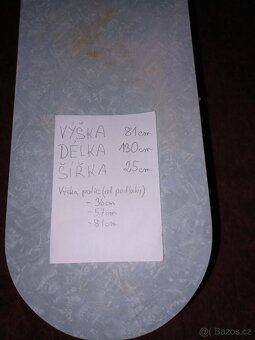 VÝŠKA 81cm
DÉLKA 130cm
ŠÍŘKA 25cm
Výška polic (od podlahy)
- 36cm
- 57cm
- 81cm
Bazos.cz